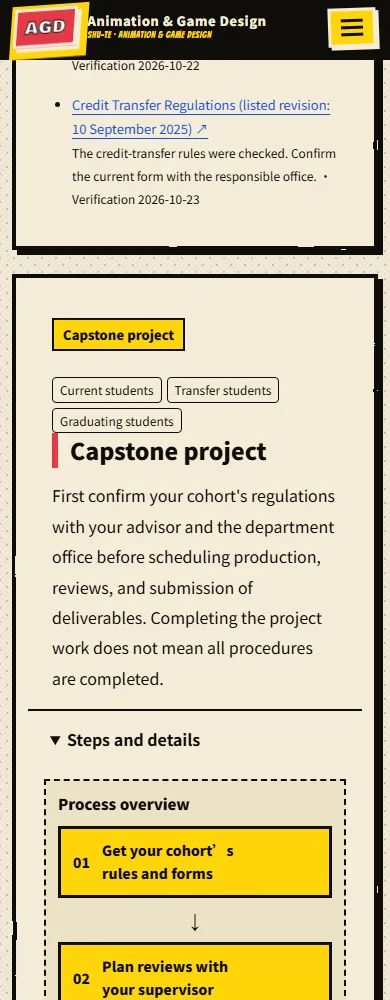 AGD
Animation & Game Design
SHU-TE · ANIMATION & GAME DESIGN
Verification 2026-10-22
Credit Transfer Regulations (listed revision:
10 September 2025) ↗
The credit-transfer rules were checked. Confirm
the current form with the responsible office. ・
Verification 2026-10-23
Capstone project
Current students
Transfer students
Graduating students
Capstone project
First confirm your cohort's regulations
with your advisor and the department
office before scheduling production,
reviews, and submission of
deliverables. Completing the project
work does not mean all procedures
are completed.
▼ Steps and details
Process overview
01 Get your cohort’s
rules and forms
↓
02 Plan reviews with
your supervisor